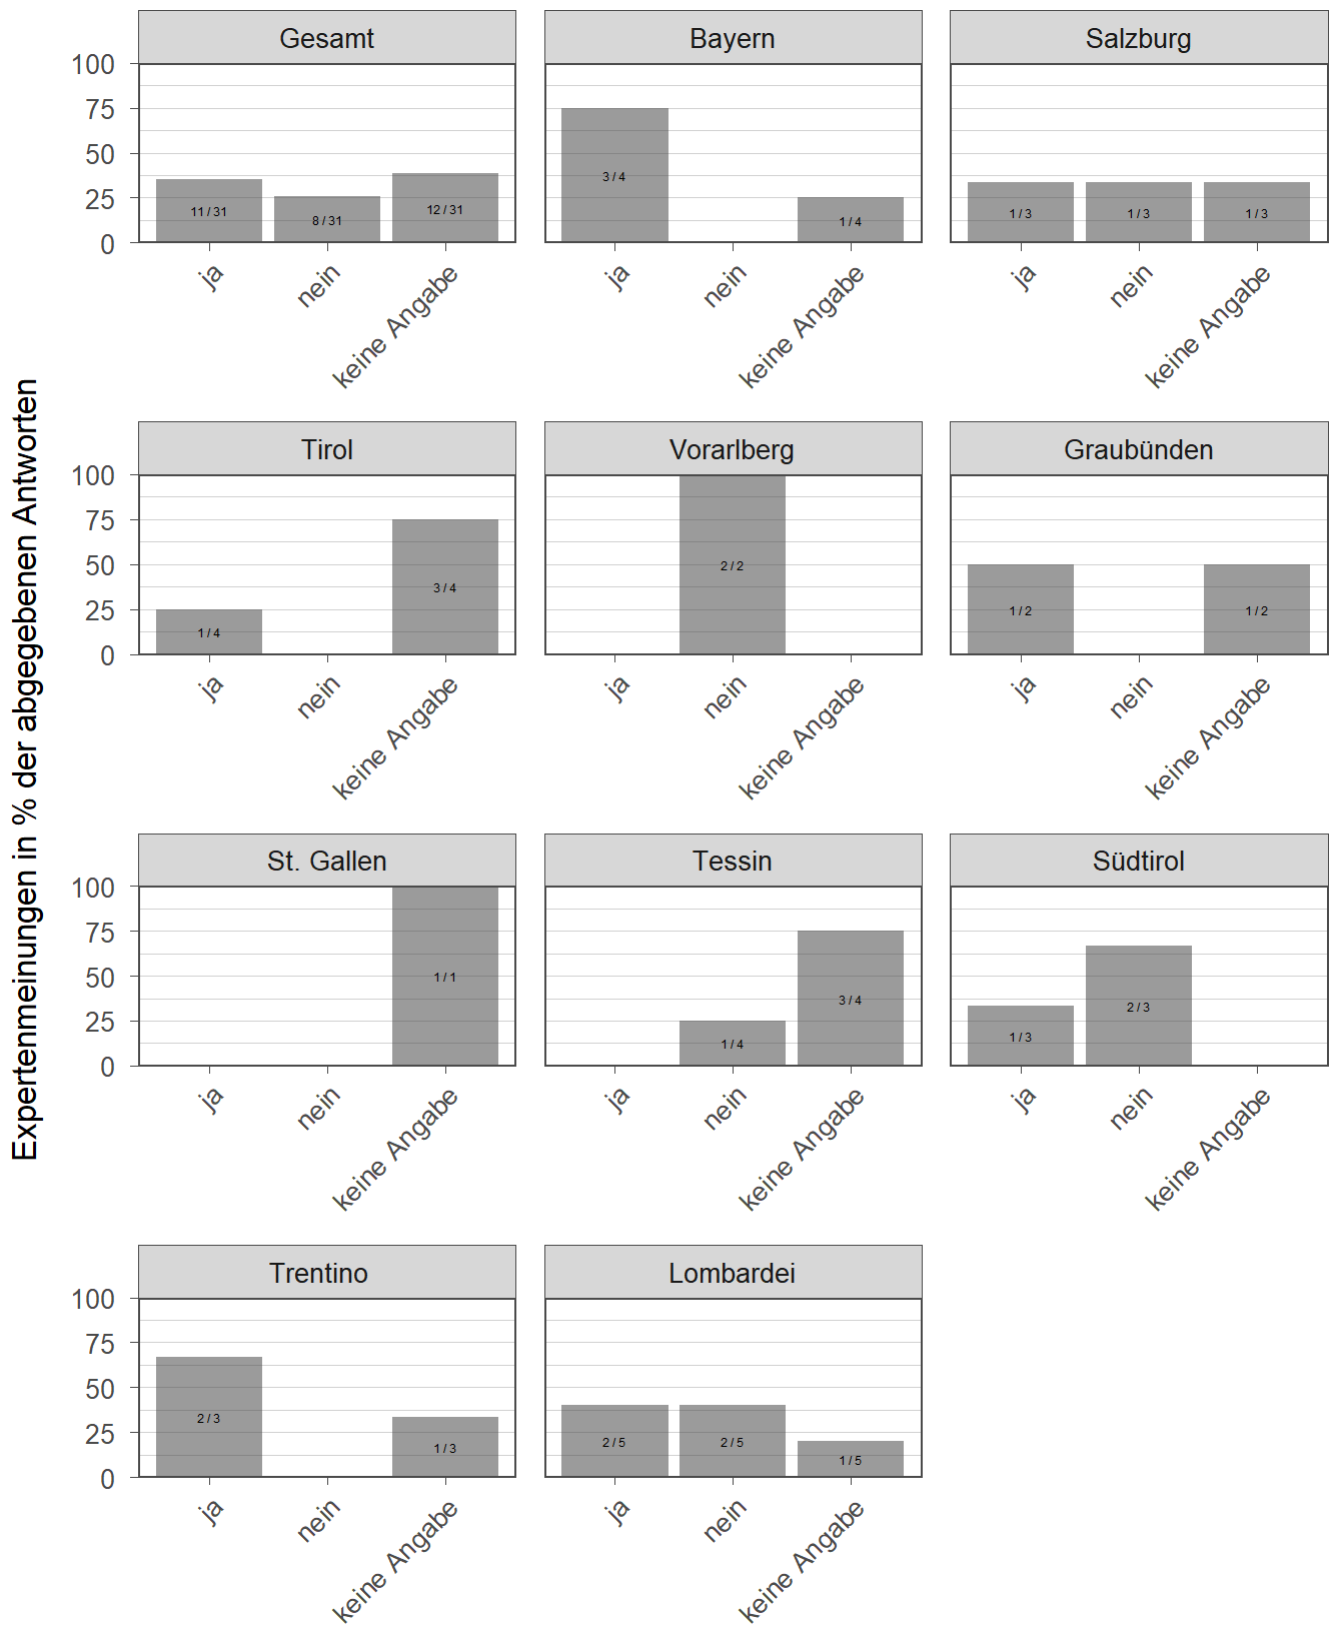 Expertenmeinungen in % der abgegebenen Antworten
Gesamt
100
75
50
25
0
11 / 31
8 / 31
12 / 31
ja
nein
keine Angabe
Bayern
3 / 4
1 / 4
ja
nein
keine Angabe
Salzburg
1 / 3
1 / 3
1 / 3
ja
nein
keine Angabe
Tirol
100
75
50
25
0
1 / 4
3 / 4
ja
nein
keine Angabe
Vorarlberg
2 / 2
ja
nein
keine Angabe
Graubünden
1 / 2
1 / 2
ja
nein
keine Angabe
St. Gallen
100
75
50
25
0
1 / 1
ja
nein
keine Angabe
Tessin
1 / 4
3 / 4
ja
nein
keine Angabe
Südtirol
1 / 3
2 / 3
ja
nein
keine Angabe
Trentino
100
75
50
25
0
2 / 3
1 / 3
ja
nein
keine Angabe
Lombardei
2 / 5
2 / 5
1 / 5
ja
nein
keine Angabe